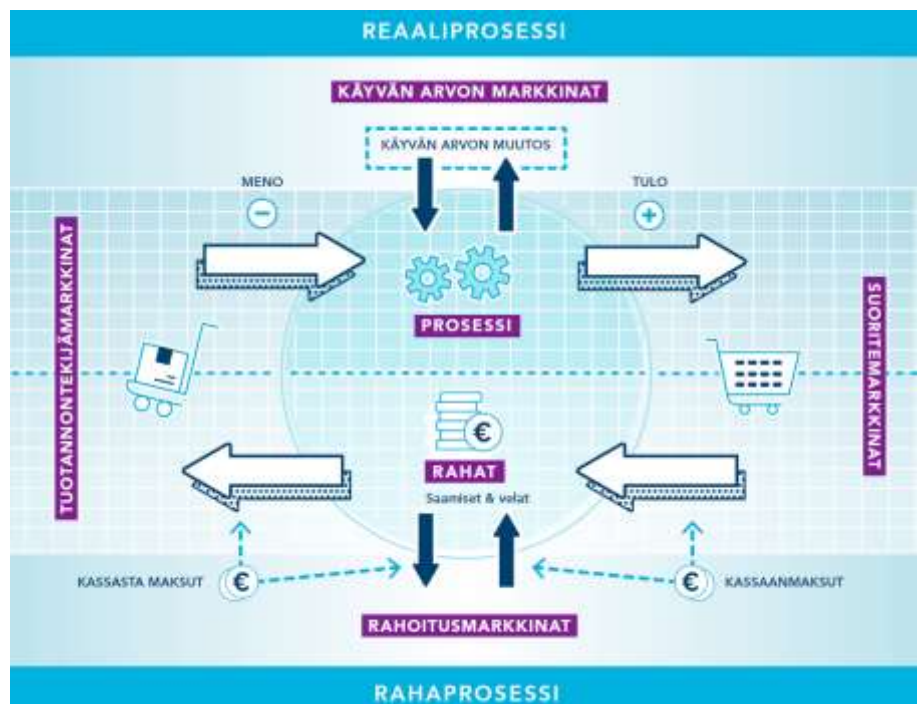 REAALIPROSESSI
KÄYVÄN ARVON MARKKINAT
KÄYVÄN ARVON MUUTOS
MENO
TULO
−
+
TUOTANNONTEKIJÄMARKKINAT
SUORITEMARKKINAT
PROSESSI
€
RAHAT
Saamiset & velat
KASSASTA MAKSUT
€
€
KASSAANMAKSUT
RAHOITUSMARKKINAT
RAHAPROSESSI